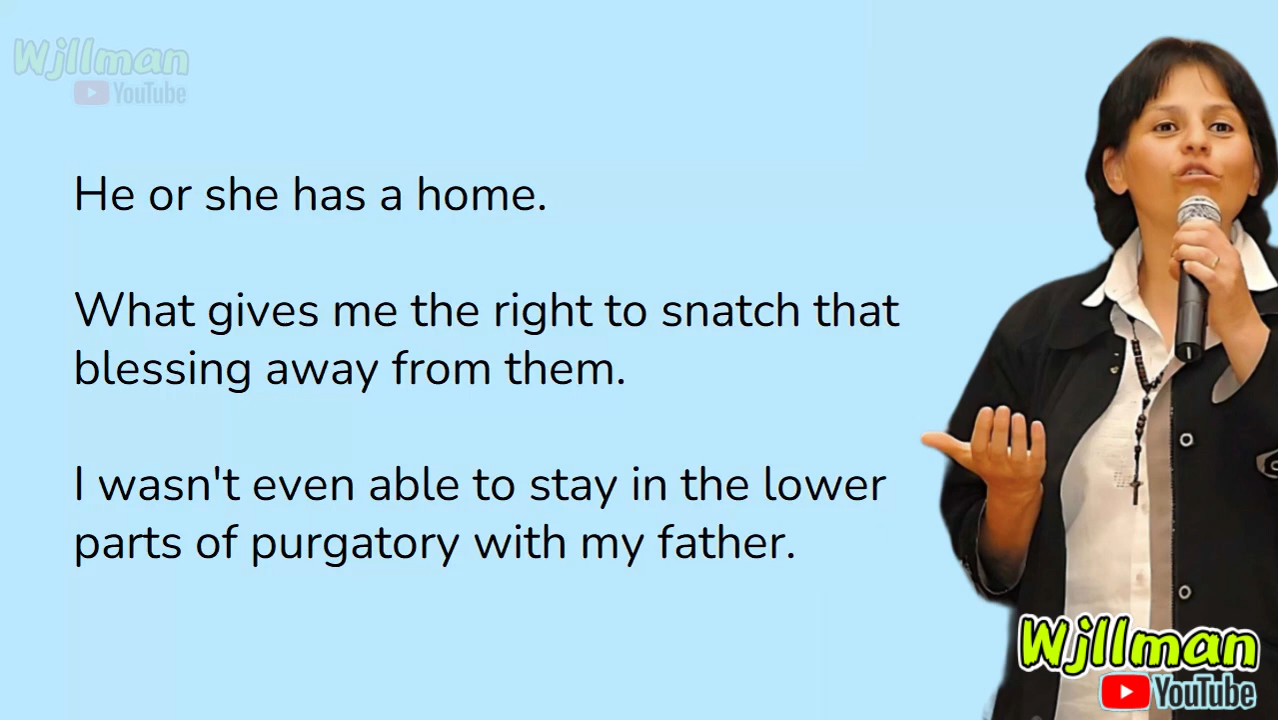 Wjllman
YouTube
He or she has a home.
What gives me the right to snatch that
blessing away from them.
I wasn't even able to stay in the lower
parts of purgatory with my father.
Wjllman
YouTube